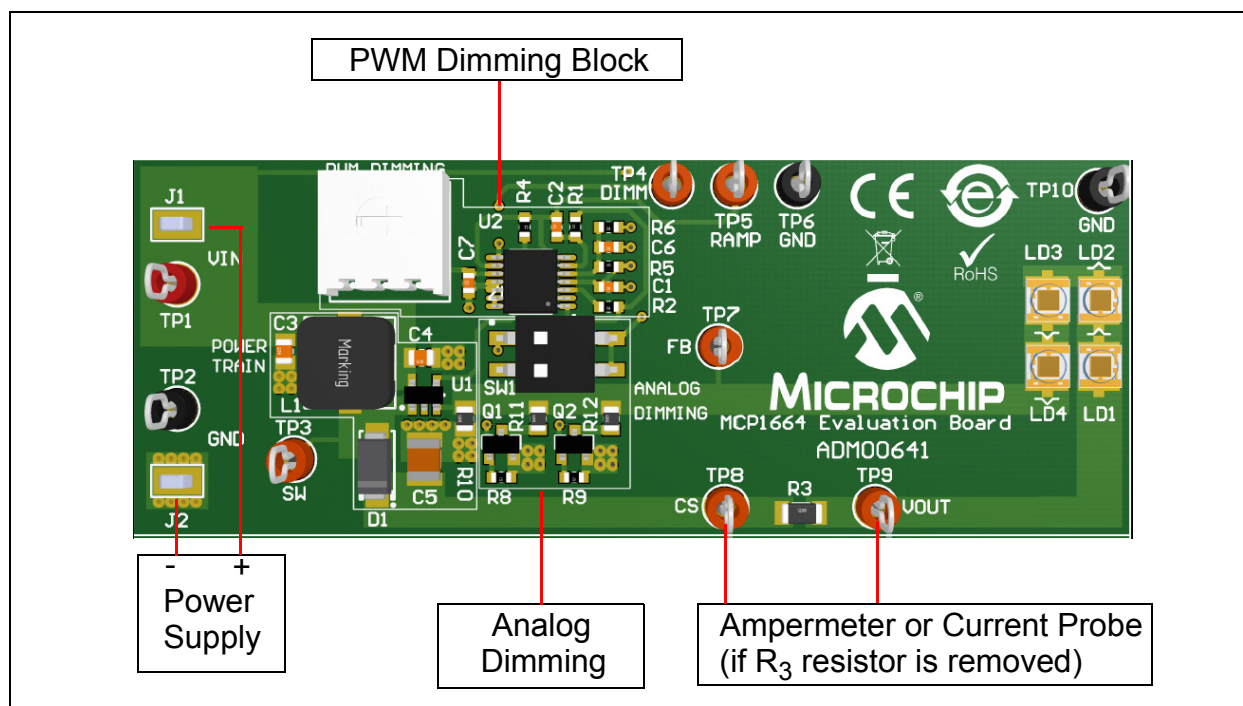 PWM Dimming Block
PWM DIMMING
J1
VIN
TP1
TP2
GND
J2
C7
U2
R4
C2
R1
R6
C6
R5
C1
R2
TP4
DIMM
TP5
RAMP
TP6
GND
TP10
GND
CE
e
RoHS
LD3
LD2
LD4
LD1
C3
POWER
TRAIN
L1
Marking
C4
U1
TP3
SW
D1
C5
R10
SW1
ANALOG
DIMMING
Q1
R11
Q2
R12
R8
R9
TP7
FB
®
MICROCHIP
MCP1664 Evaluation Board
ADM00641
TP8
CS
R3
TP9
VOUT
- +
Power
Supply
Analog
Dimming
Ampermeter or Current Probe
(if R3 resistor is removed)